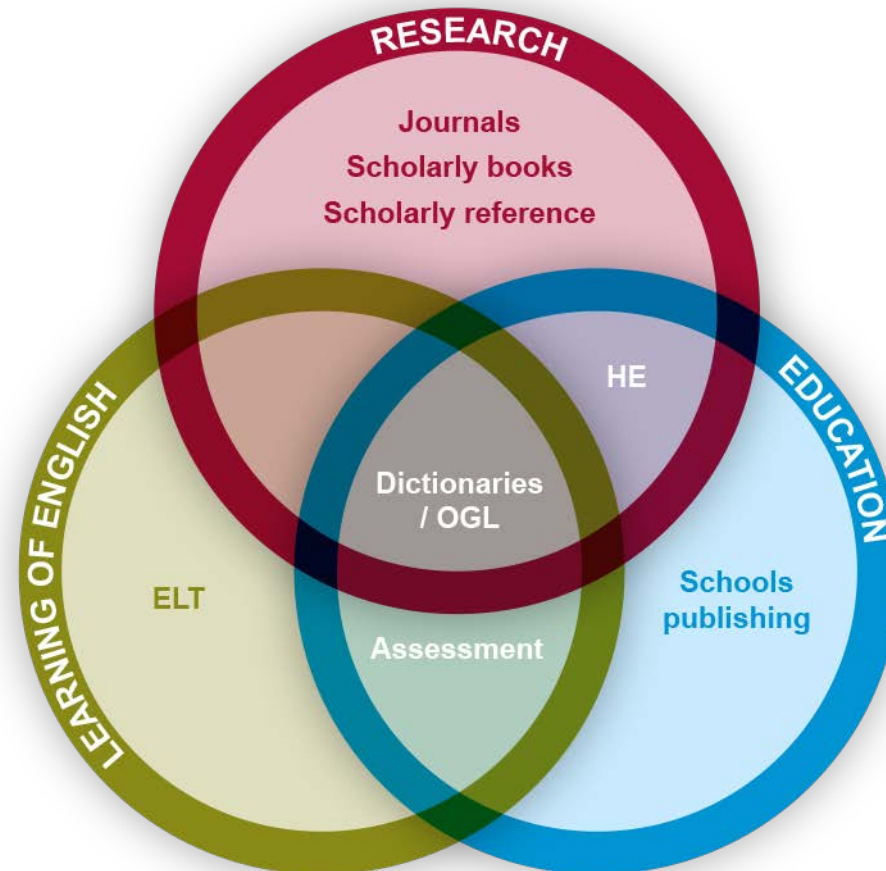 RESEARCH
Journals
Scholarly books
Scholarly reference
HE
EDUCATION
LEARNING OF ENGLISH
Dictionaries
/ OGL
ELT
Schools
publishing
Assessment